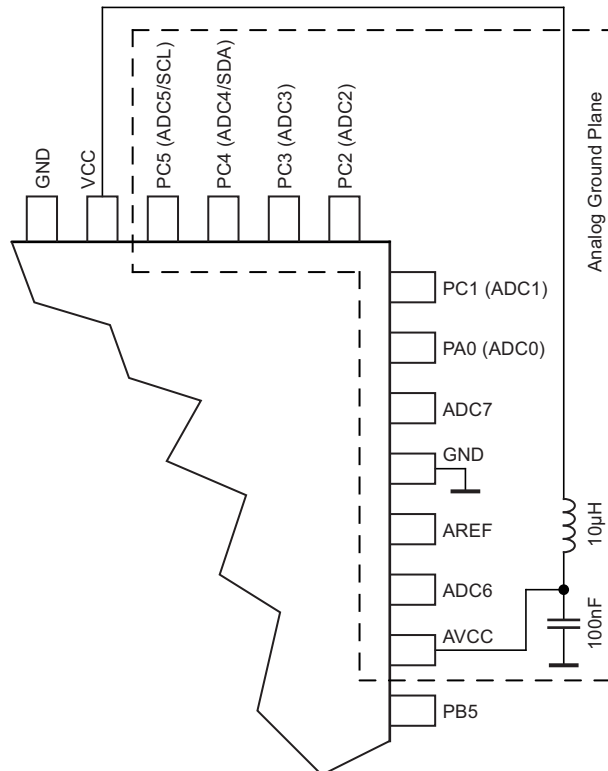 GND
VCC
PC5 (ADC5/SCL)
PC4 (ADC4/SDA)
PC3 (ADC3)
PC2 (ADC2)
Analog Ground Plane
PC1 (ADC1)
PA0 (ADC0)
ADC7
GND
AREF
ADC6
AVCC
PB5
10µH
100nF